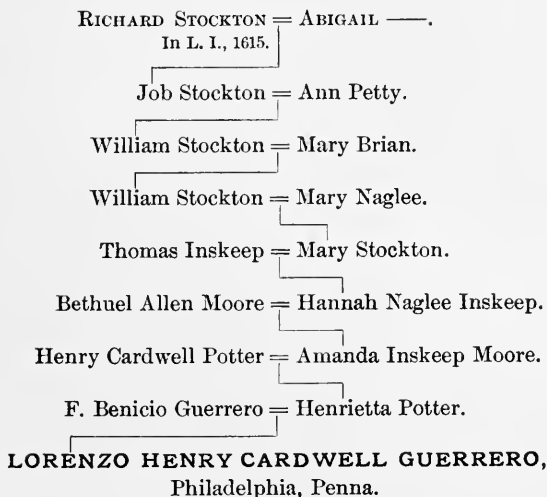 RICHARD STOCKTON = ABIGAIL ——.
In L. I., 1615.
Job Stockton = Ann Petty.
William Stockton = Mary Brian.
William Stockton = Mary Naglee.
Thomas Inskeep = Mary Stockton.
Bethuel Allen Moore = Hannah Naglee Inskeep.
Henry Cardwell Potter = Amanda Inskeep Moore.
F. Benicio Guerrero = Henrietta Potter.
LORENZO HENRY CARDWELL GUERRERO,
Philadelphia, Penna.